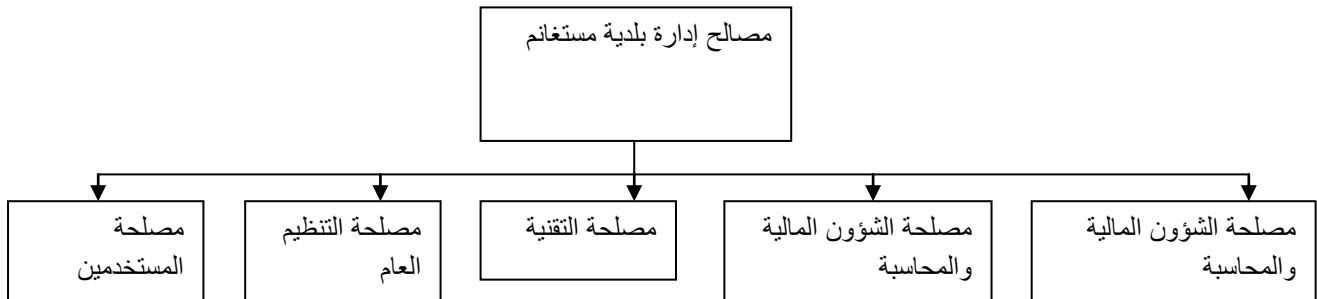 مصالح إدارة بلدية مستغانم
مصلحة الشؤون المالية
والمحاسبة
مصلحة الشؤون المالية
والمحاسبة
مصلحة التقنية
مصلحة التنظيم
العام
مصلحة
المستخدمين